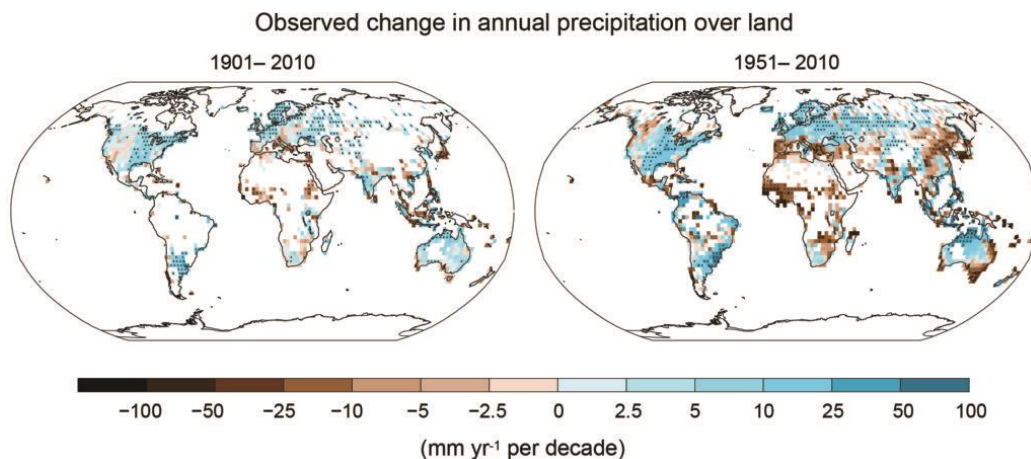 Observed change in annual precipitation over land
1901– 2010
1951– 2010
−100 −50 −25 −10 −5 −2.5 0 2.5 5 10 25 50 100
(mm yr-1 per decade)